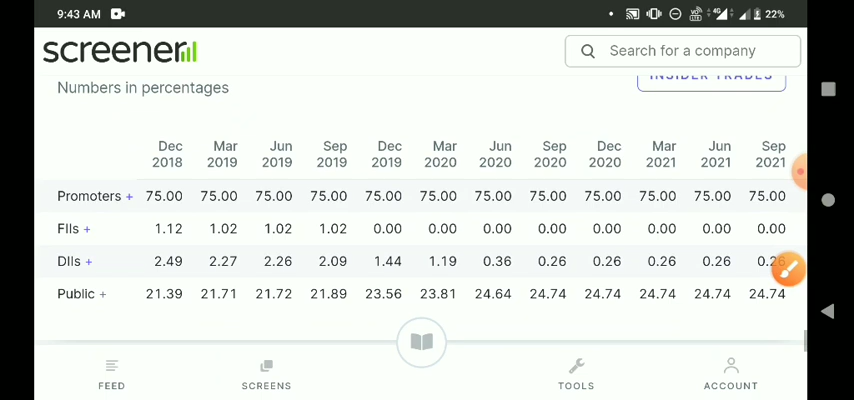 9:43 AM 4G 22%
screener Search for a company
Numbers in percentages INSIDER TRADES
Dec Mar Jun Sep Dec Mar Jun Sep Dec Mar Jun Sep
2018 2019 2019 2019 2019 2020 2020 2020 2020 2021 2021 2021
Promoters + 75.00 75.00 75.00 75.00 75.00 75.00 75.00 75.00 75.00 75.00 75.00 75.00
FIIs + 1.12 1.02 1.02 1.02 0.00 0.00 0.00 0.00 0.00 0.00 0.00 0.00
DIIs + 2.49 2.27 2.26 2.09 1.44 1.19 0.36 0.26 0.26 0.26 0.26 0.26
Public + 21.39 21.71 21.72 21.89 23.56 23.81 24.64 24.74 24.74 24.74 24.74 24.74
FEED SCREENS TOOLS ACCOUNT